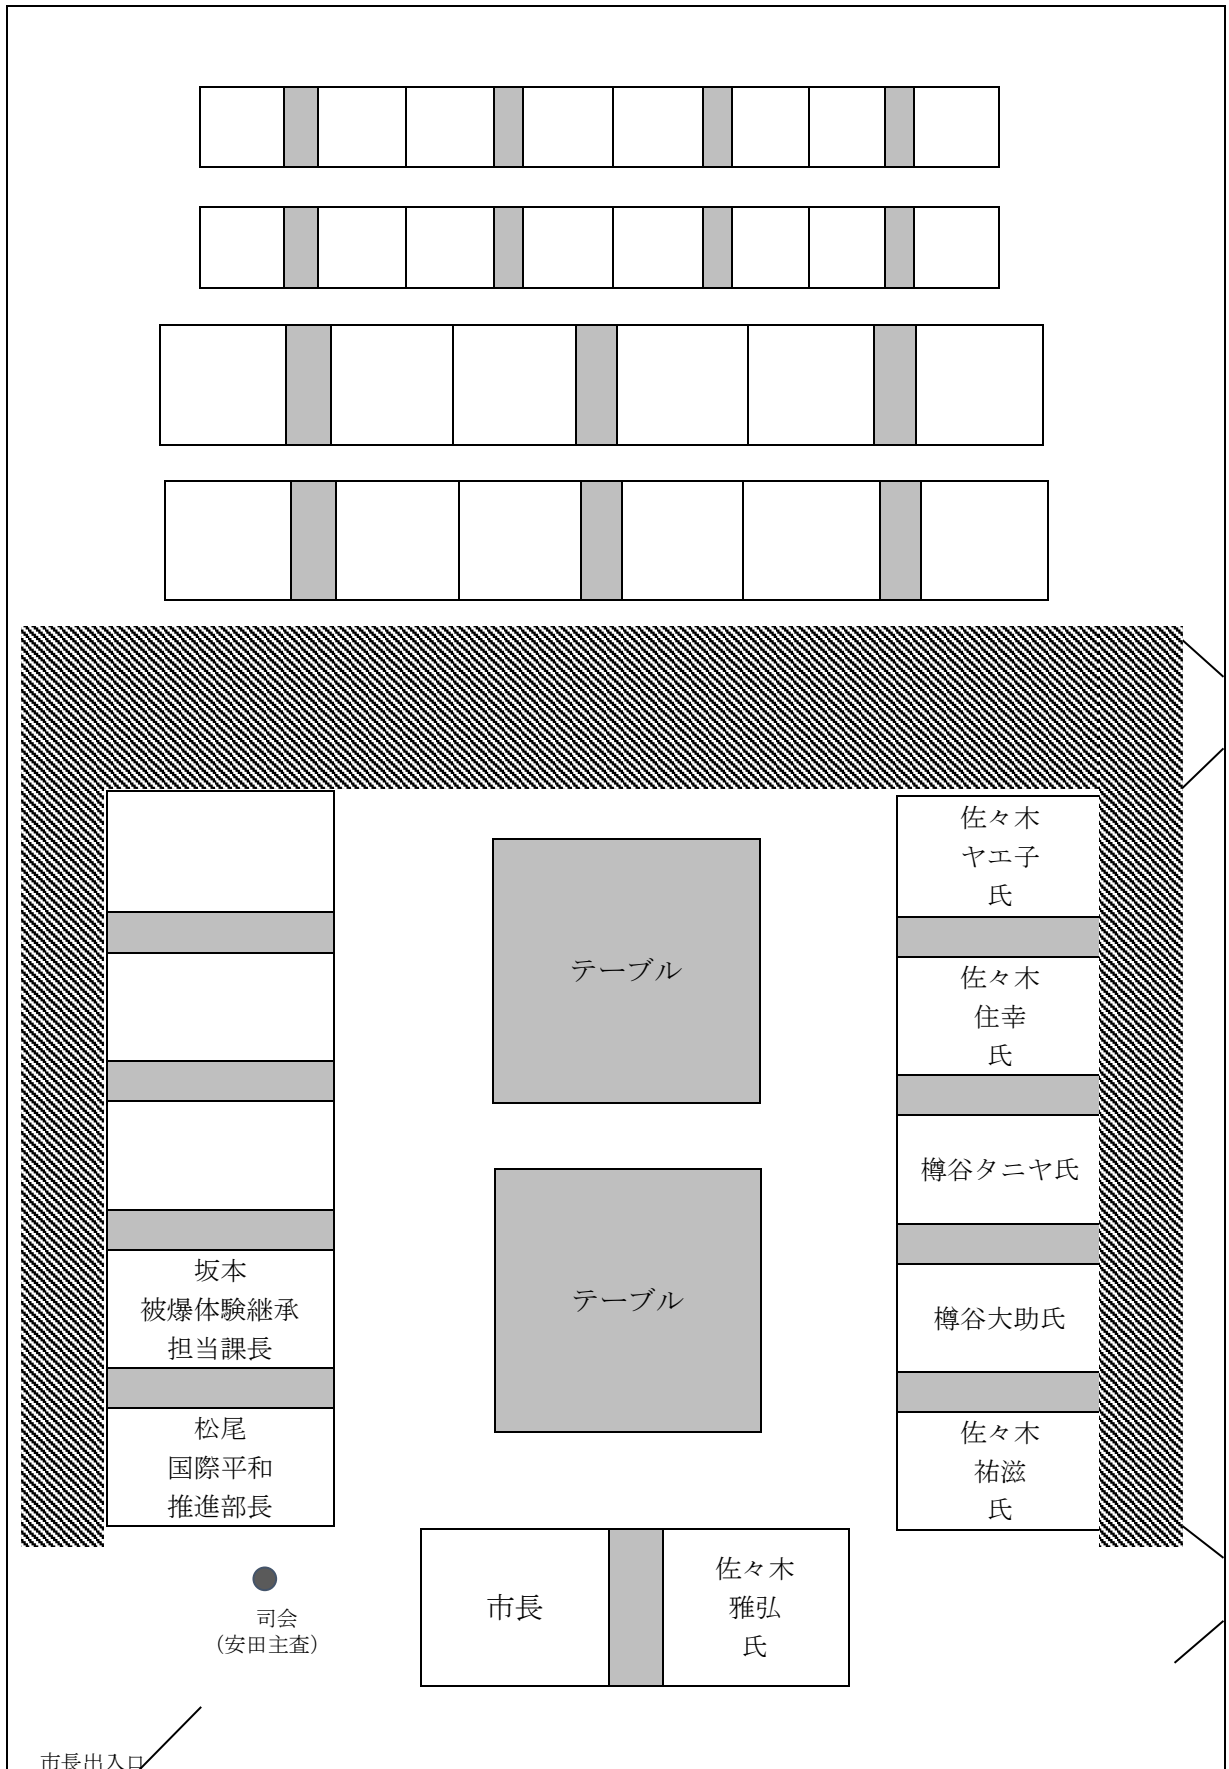 佐々木
ヤエ子
氏
テーブル
佐々木
住幸
氏
樽谷タニヤ氏
坂本
被爆体験継承
担当課長
テーブル
樽谷大助氏
松尾
国際平和
推進部長
佐々木
祐滋
氏
市長
佐々木
雅弘
氏
司会
（安田主査）
市長出入口